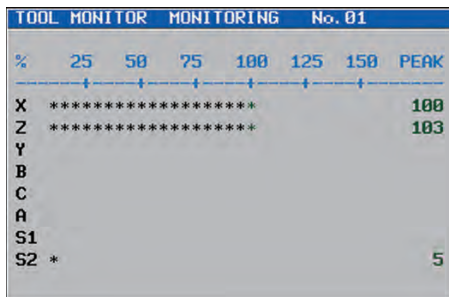 TOOL MONITOR MONITORING No.01
% 25 50 75 100 125 150 PEAK
X ******************* 100
Z ******************* 103
Y
B
C
A
S1
S2 * 5